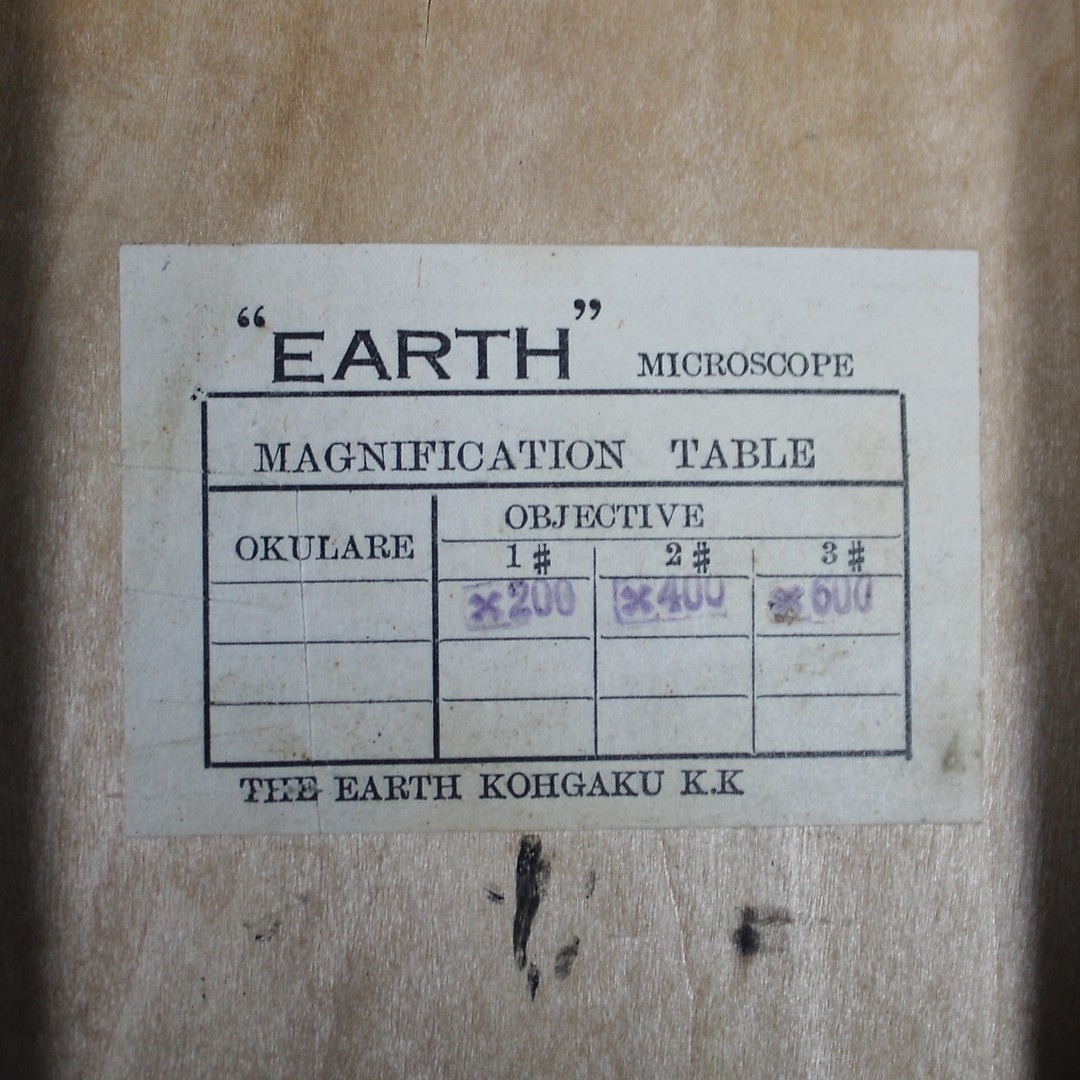 “EARTH” MICROSCOPE
MAGNIFICATION TABLE
OKULARE
OBJECTIVE
1# 2# 3#
×200 ×400 ×600
THE EARTH KOHGAKU K.K